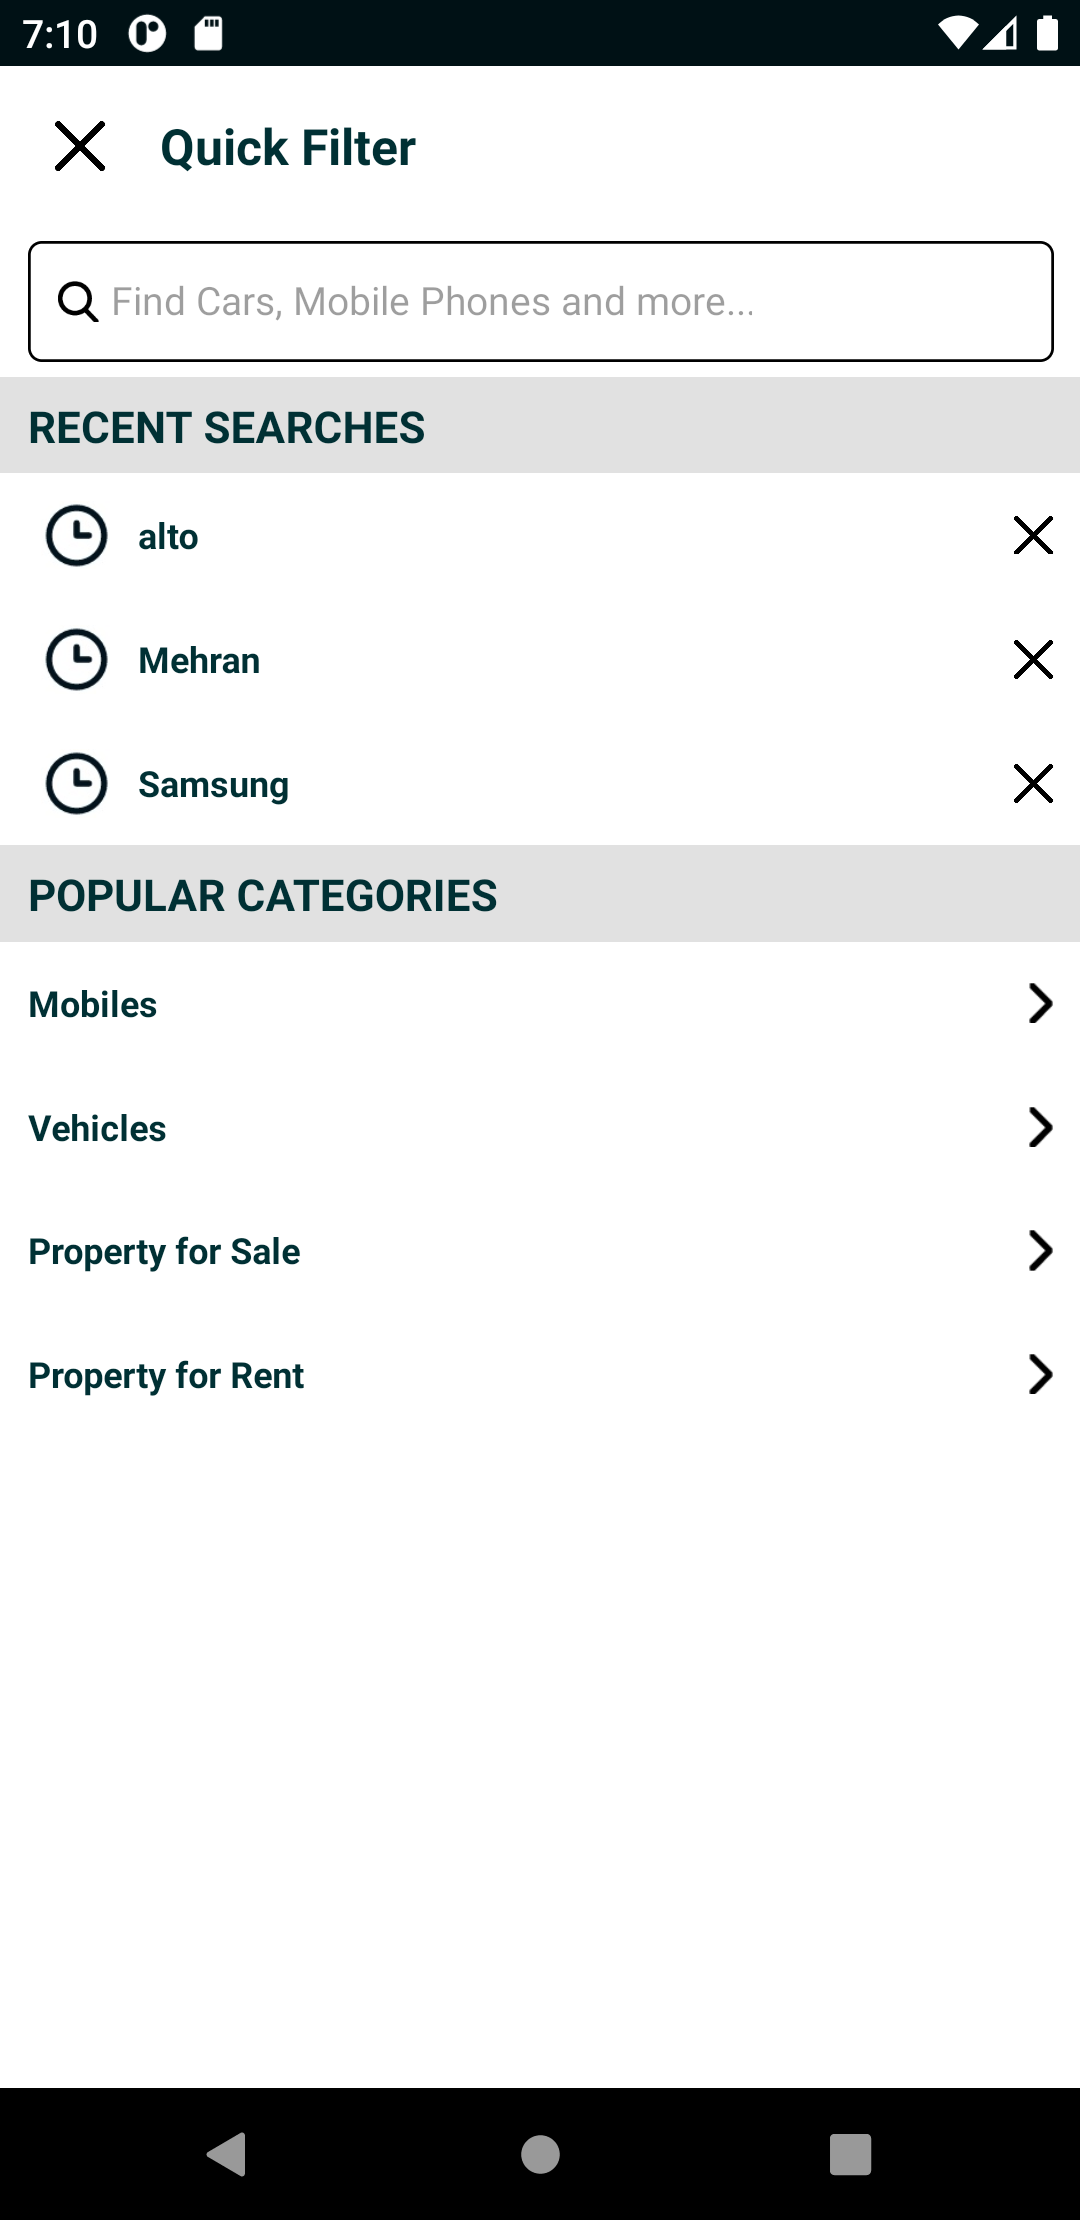 7:10
Quick Filter
Find Cars, Mobile Phones and more...
RECENT SEARCHES
alto
Mehran
Samsung
POPULAR CATEGORIES
Mobiles
Vehicles
Property for Sale
Property for Rent